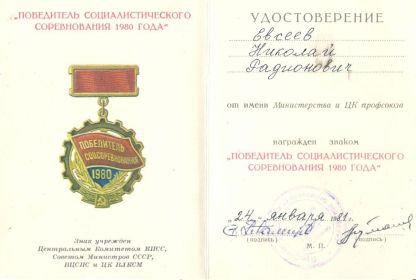 "ПОБЕДИТЕЛЬ СОЦИАЛИСТИЧЕСКОГО
СОРЕВНОВАНИЯ 1980 ГОДА"
ПОБЕДИТЕЛЬ
СОЦСОРЕВНОВАНИЯ
1980
Знак учрежден
Центральным Комитетом КПСС,
Советом Министров СССР,
ВЦСПС и ЦК ВЛКСМ
УДОСТОВЕРЕНИЕ
Евсеев
Николай
Радионович
от имени Министерства и ЦК профсоюза
награжден знаком
"ПОБЕДИТЕЛЬ СОЦИАЛИСТИЧЕСКОГО
СОРЕВНОВАНИЯ 1980 ГОДА"
"24" января 1981г.
(подпись) М. П. (подпись)